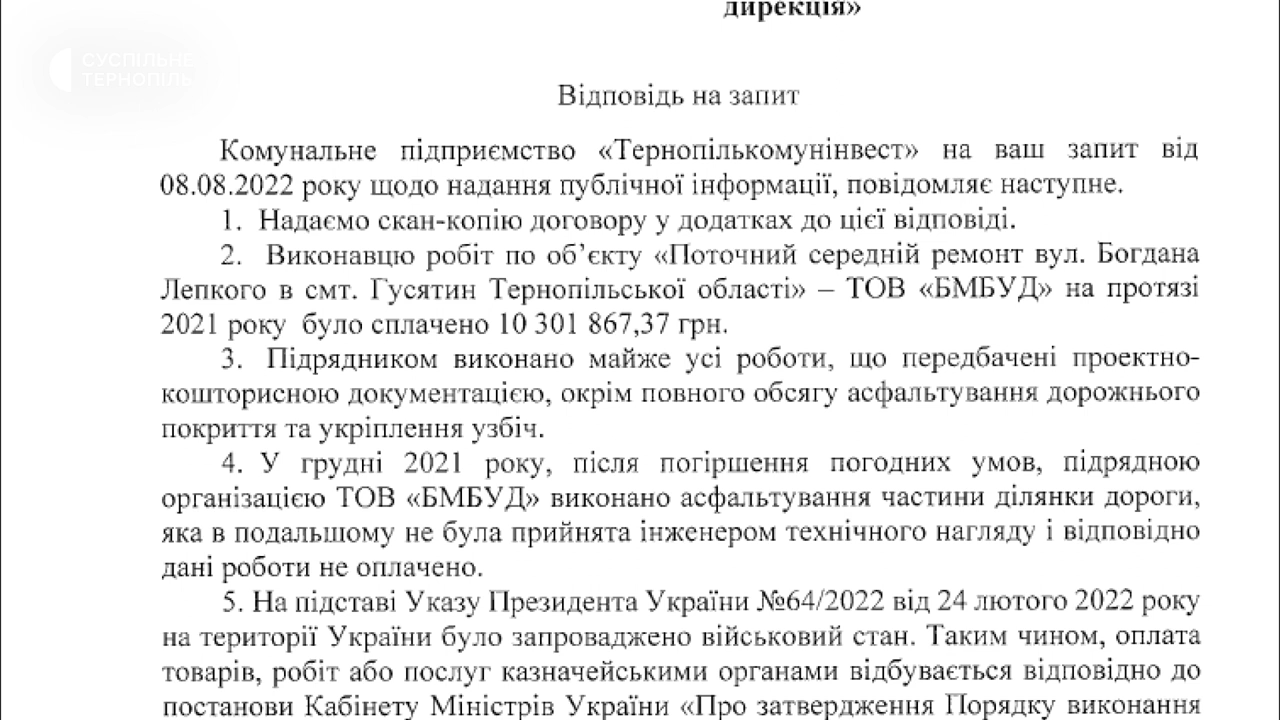 дирекція»
СУСПІЛЬНЕ
ТЕРНОПІЛЬ
Відповідь на запит
Комунальне підприємство «Тернопількомунінвест» на ваш запит від
08.08.2022 року щодо надання публічної інформації, повідомляє наступне.
1. Надаємо скан-копію договору у додатках до цієї відповіді.
2. Виконавцю робіт по об’єкту «Поточний середній ремонт вул. Богдана
Лепкого в смт. Гусятин Тернопільської області» – ТОВ «БМБУД» на протязі
2021 року було сплачено 10 301 867,37 грн.
3. Підрядником виконано майже усі роботи, що передбачені проектно-
кошторисною документацією, окрім повного обсягу асфальтування дорожнього
покриття та укріплення узбіч.
4. У грудні 2021 року, після погіршення погодних умов, підрядною
організацією ТОВ «БМБУД» виконано асфальтування частини ділянки дороги,
яка в подальшому не була прийнята інженером технічного нагляду і відповідно
дані роботи не оплачено.
5. На підставі Указу Президента України №64/2022 від 24 лютого 2022 року
на території України було запроваджено військовий стан. Таким чином, оплата
товарів, робіт або послуг казначейськими органами відбувається відповідно до
постанови Кабінету Міністрів України «Про затвердження Порядку виконання